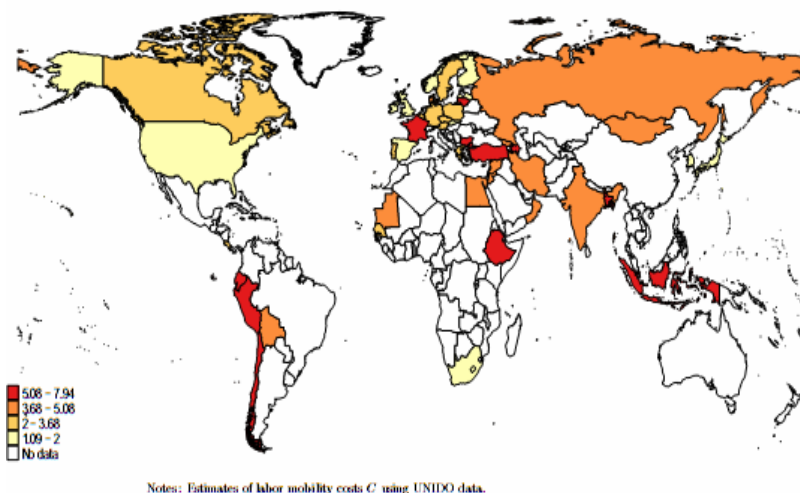 5.08 – 7.94
3.68 – 5.08
2 – 3.68
1.09 – 2
No data
Notes: Estimates of labor mobility costs C using UNIDO data.